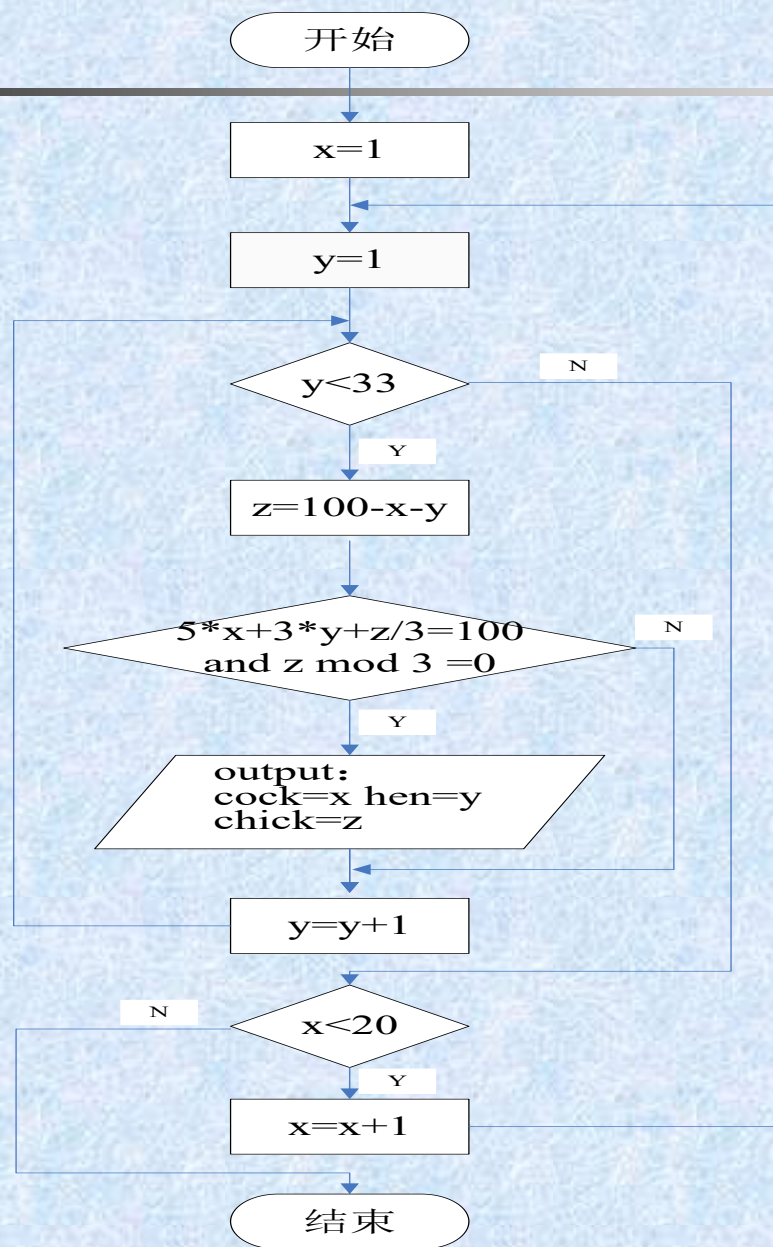 开始
x=1
y=1
y<33
N
Y
z=100-x-y
5*x+3*y+z/3=100
and z mod 3 =0
N
Y
output：
cock=x hen=y
chick=z
y=y+1
N
x<20
Y
x=x+1
结束